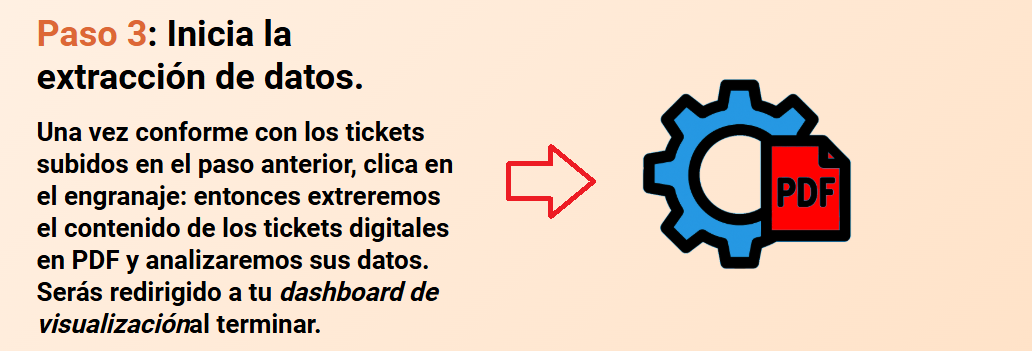 Paso 3: Inicia la
extracción de datos.
Una vez conforme con los tickets
subidos en el paso anterior, clica en
el engranaje: entonces extreremos
el contenido de los tickets digitales
en PDF y analizaremos sus datos.
Serás redirigido a tu dashboard de
visualizaciónal terminar.
PDF